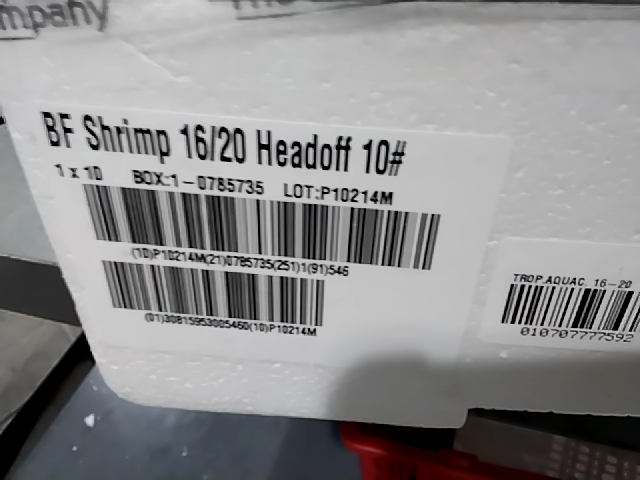 mpany
BF Shrimp 16/20 Headoff 10#
1 x 10 BOX:1-0785735 LOT:P10214M
(10)P10214M(21)0785735(251)1(91)546
(01)30815953005460(10)P10214M
TROP.AQUAC. 16-20
010707777592